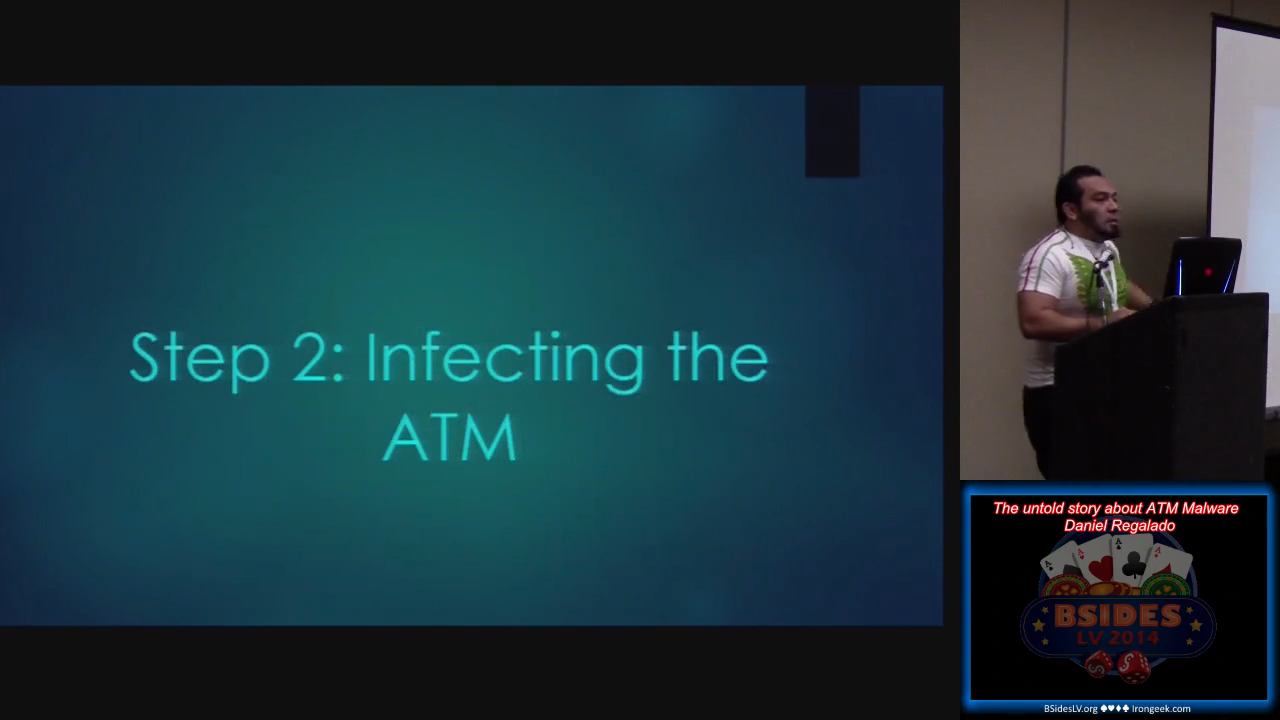 Step 2: Infecting the
ATM
The untold story about ATM Malware
Daniel Regalado
A
A
A
A
BSIDES
LV 2014
S
S
BSidesLV.org ♠♥♦♣ Irongeek.com